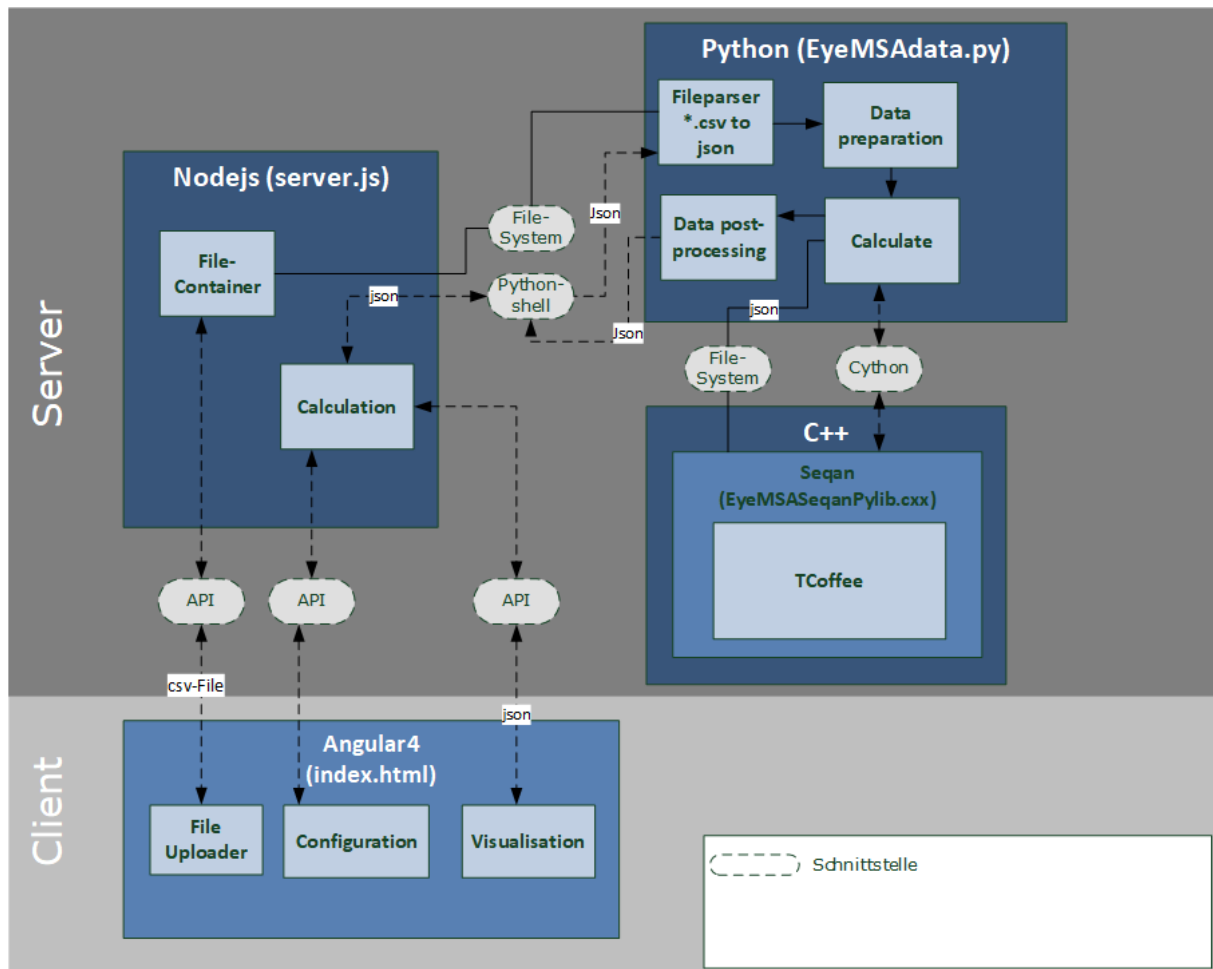 Python (EyeMSAdata.py)
Fileparser
*.csv to
json
Data
preparation
Nodejs (server.js)
Json
File-
System
Data post-
processing
Calculate
File-
Container
json
Python-
shell
Json
json
Server
File-
System
Cython
Calculation
C++
Seqan
(EyeMSASeqanPylib.cxx)
TCoffee
API
API
API
csv-File
json
Client
Angular4
(index.html)
File
Uploader
Configuration
Visualisation
Schnittstelle